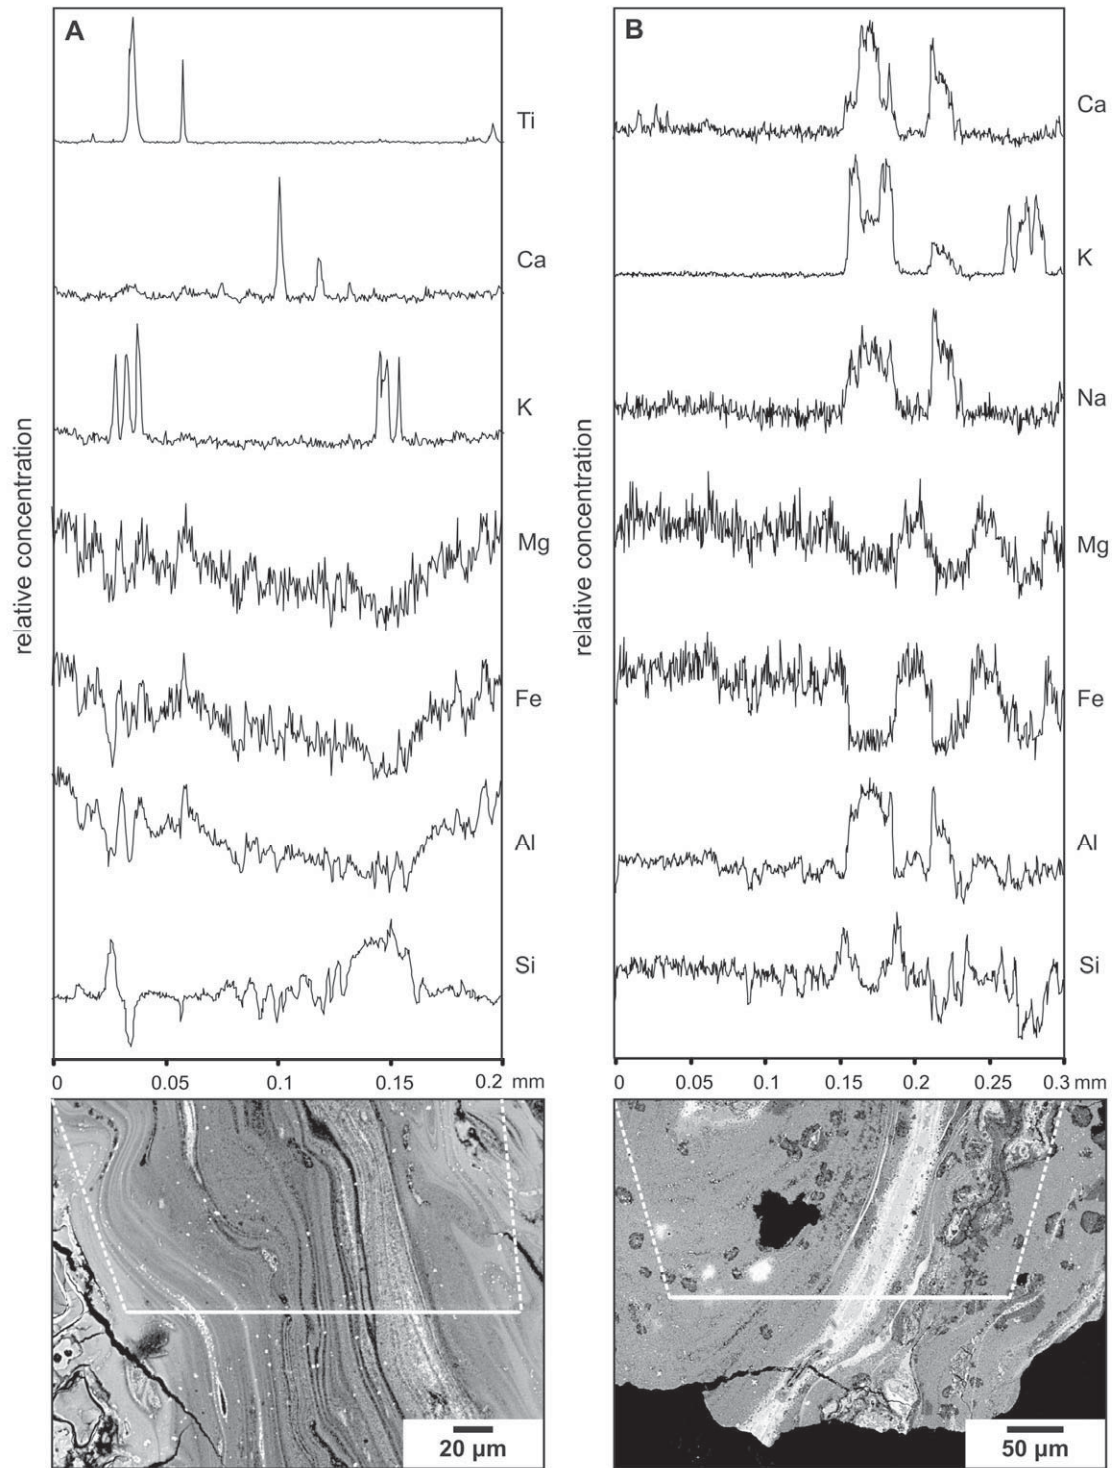 A
Ti
Ca
K
Mg
Fe
Al
Si
relative concentration
0 0.05 0.1 0.15 0.2 mm
20 µm
B
Ca
K
Na
Mg
Fe
Al
Si
relative concentration
0 0.05 0.1 0.15 0.2 0.25 0.3 mm
50 µm